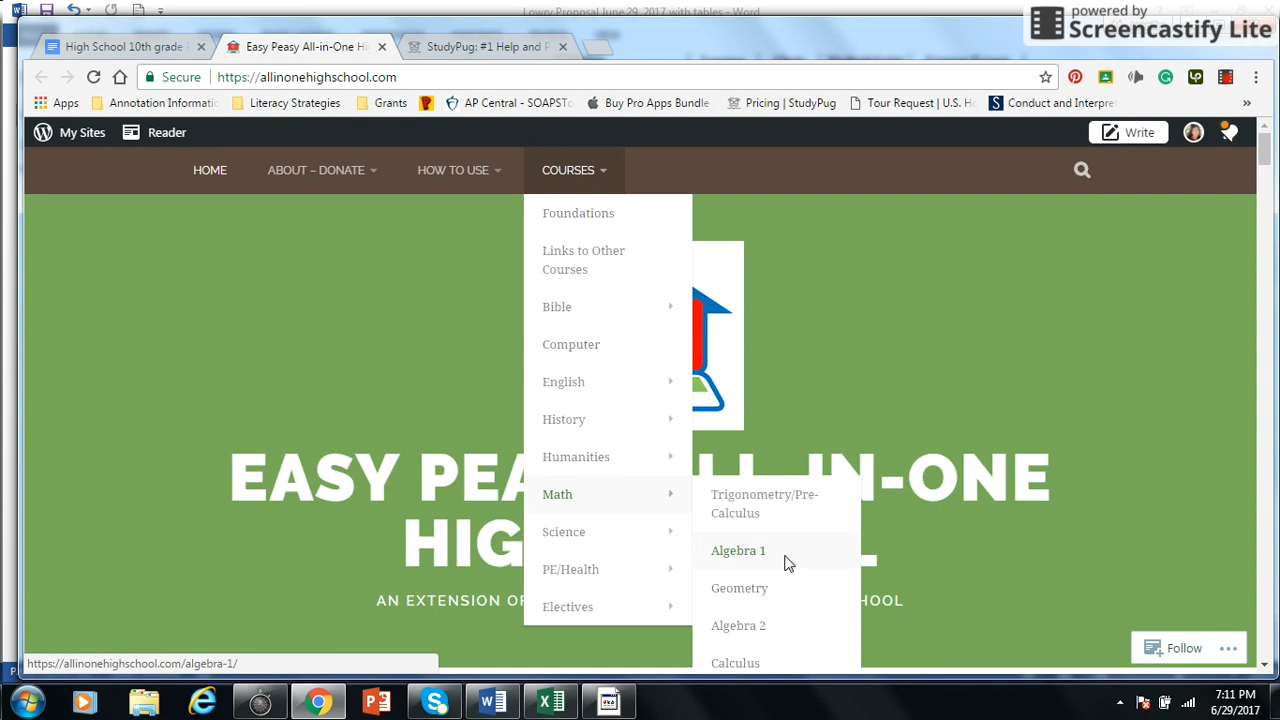 Lowry Proposal June 29, 2017 with tables - Word
powered by
Screencastify Lite
High School 10th grade
Easy Peasy All-in-One Hi
StudyPug: #1 Help and P
Secure
https://allinonehighschool.com
Apps
Annotation Informatic
Literacy Strategies
Grants
AP Central - SOAPSTo
Buy Pro Apps Bundle
Pricing | StudyPug
Tour Request | U.S. Ho
Conduct and Interpre
»
My Sites
Reader
Write
HOME
ABOUT – DONATE
HOW TO USE
COURSES
Foundations
Links to Other
Courses
Bible
Computer
English
History
Humanities
Math
Science
PE/Health
Electives
Trigonometry/Pre-
Calculus
Algebra 1
Geometry
Algebra 2
Calculus
EASY PE LL IN-ONE
HIG
AN EXTENSION OF HOOL
Follow
https://allinonehighschool.com/algebra-1/
7:11 PM
6/29/2017